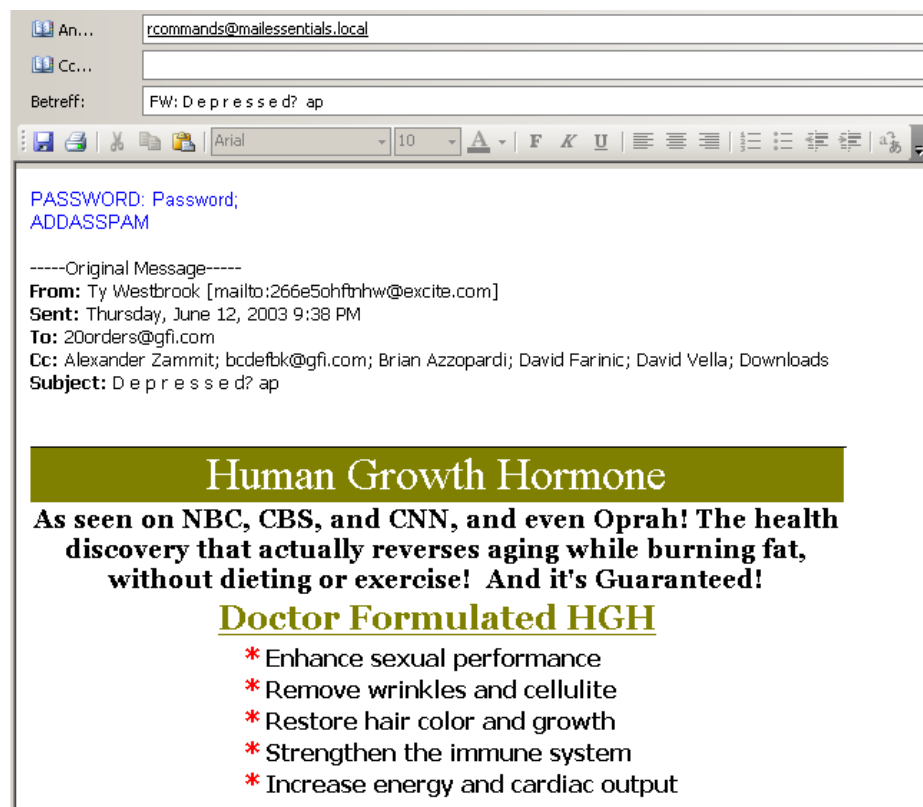 An...
rcommands@mailessentials.local
Cc...
Betreff:
FW: D e p r e s s e d? ap
Arial
10
A
F K U
PASSWORD: Password;
ADDASSPAM
-----Original Message-----
From: Ty Westbrook [mailto:266e5ohftnhw@excite.com]
Sent: Thursday, June 12, 2003 9:38 PM
To: 20orders@gfi.com
Cc: Alexander Zammit; bcdefbk@gfi.com; Brian Azzopardi; David Farinic; David Vella; Downloads
Subject: D e p r e s s e d? ap
Human Growth Hormone
As seen on NBC, CBS, and CNN, and even Oprah! The health
discovery that actually reverses aging while burning fat,
without dieting or exercise! And it's Guaranteed!
Doctor Formulated HGH
* Enhance sexual performance
* Remove wrinkles and cellulite
* Restore hair color and growth
* Strengthen the immune system
* Increase energy and cardiac output